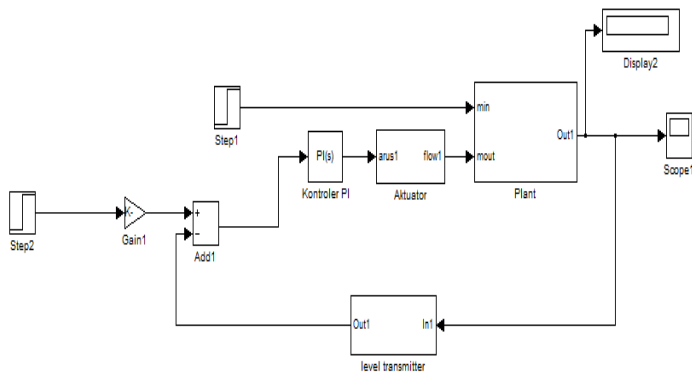 Display2
min
Out1
mout
Plant
Scope1
Step1
PI(s)
Kontroler PI
arus1
flow1
Aktuator
Step2
K-
Gain1
+
−
Add1
Out1
In1
level transmitter